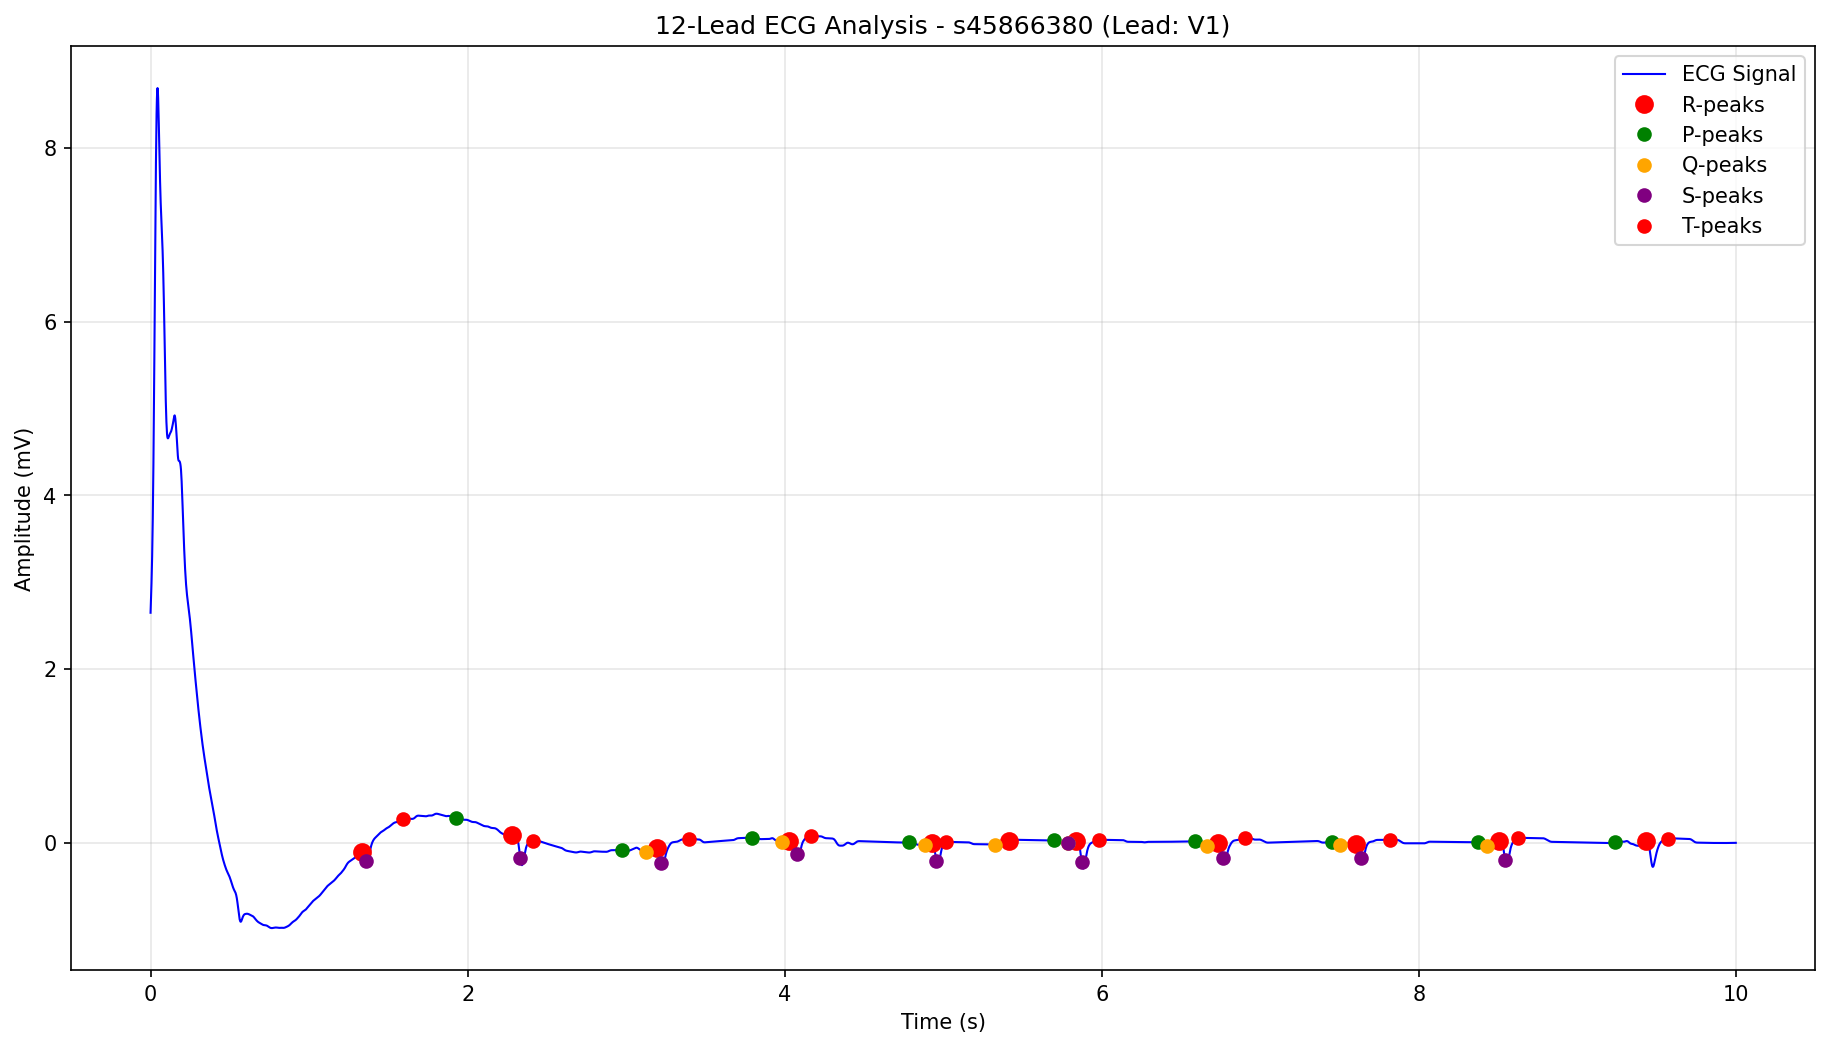 12-Lead ECG Analysis - s45866380 (Lead: V1)
ECG Signal
R-peaks
P-peaks
Q-peaks
S-peaks
T-peaks
8
6
4
2
0
Amplitude (mV)
0 2 4 6 8 10
Time (s)